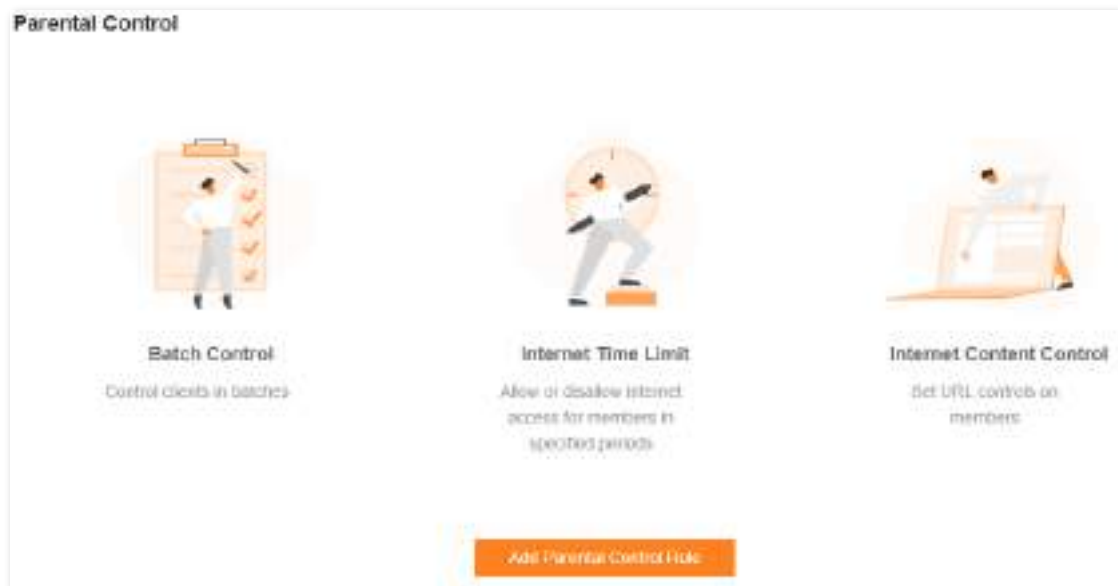 Parental Control
Batch Control
Control clients in batches
Internet Time Limit
Allow or disallow internet
access for members in
specified periods
Internet Content Control
Set URL controls on
members
Add Parental Control Rule